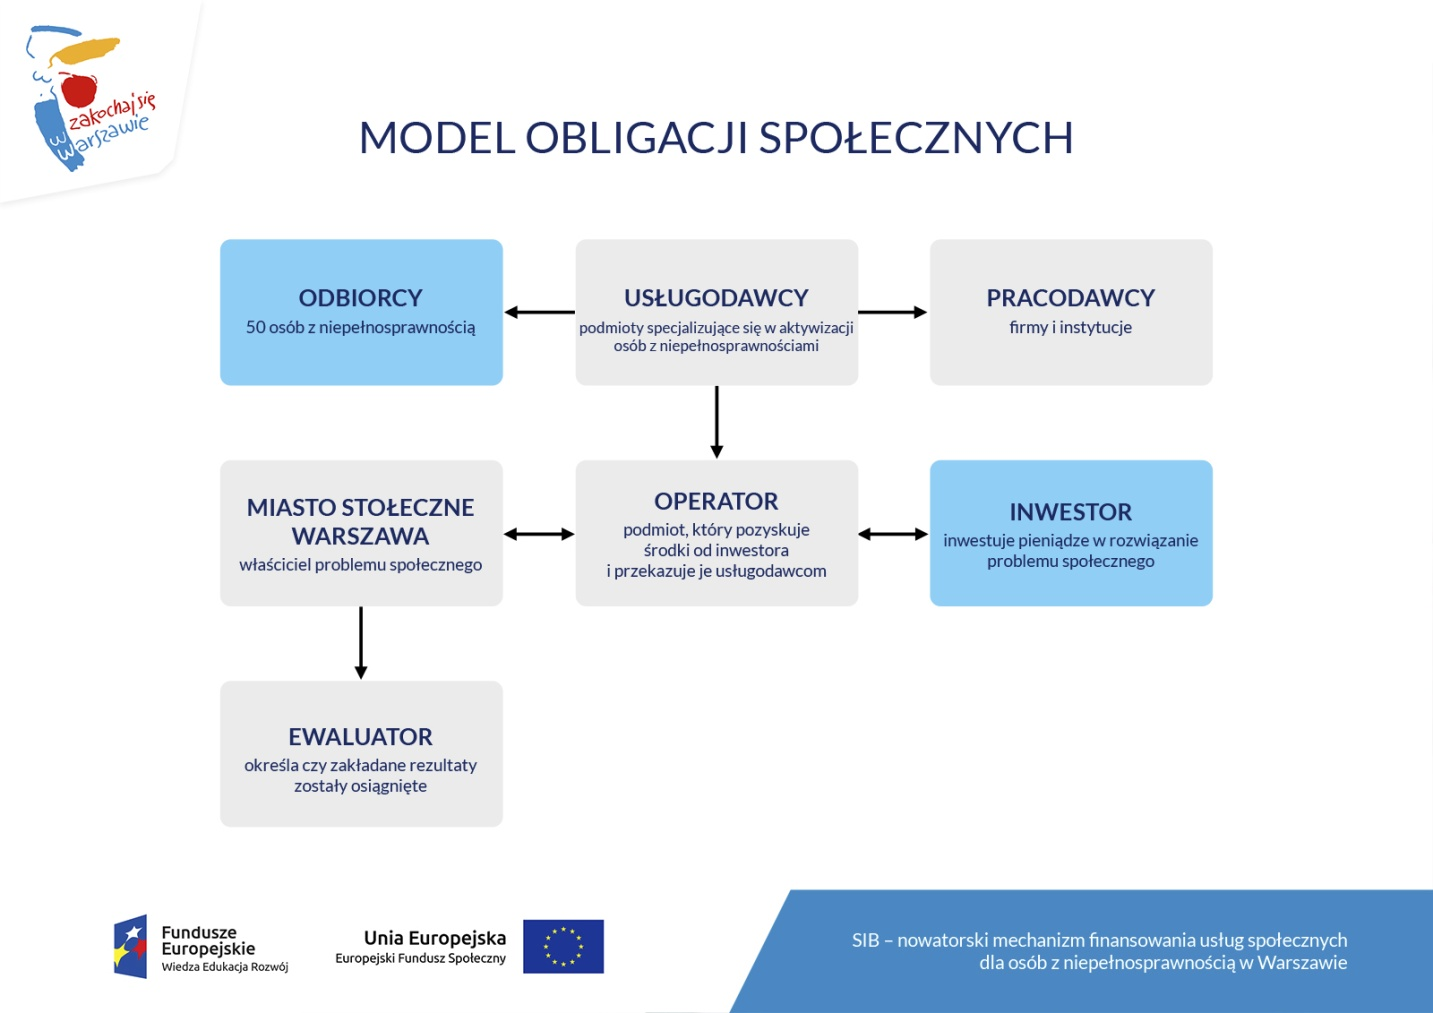 zakochaj się
w Warszawie
MODEL OBLIGACJI SPOŁECZNYCH
ODBIORCY
50 osób z niepełnosprawnością
USŁUGODAWCY
podmioty specjalizujące się w aktywizacji
osób z niepełnosprawnościami
PRACODAWCY
firmy i instytucje
MIASTO STOŁECZNE
WARSZAWA
właściciel problemu społecznego
OPERATOR
podmiot, który pozyskuje
środki od inwestora
i przekazuje je usługodawcom
INWESTOR
inwestuje pieniądze w rozwiązanie
problemu społecznego
EWALUATOR
określa czy zakładane rezultaty
zostały osiągnięte
Fundusze
Europejskie
Wiedza Edukacja Rozwój
Unia Europejska
Europejski Fundusz Społeczny
SIB – nowatorski mechanizm finansowania usług społecznych
dla osób z niepełnosprawnością w Warszawie